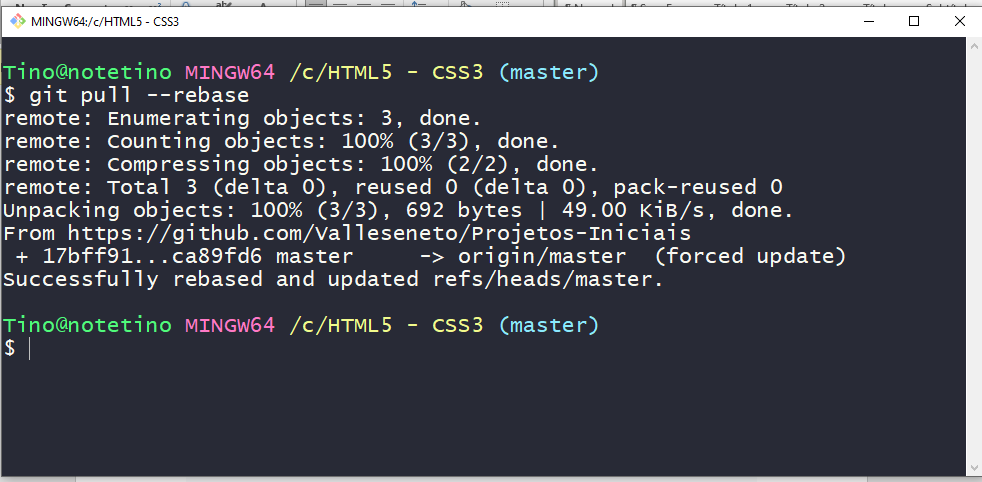 MINGW64:/c/HTML5 - CSS3
Tino@notetino MINGW64 /c/HTML5 - CSS3 (master)
$ git pull --rebase
remote: Enumerating objects: 3, done.
remote: Counting objects: 100% (3/3), done.
remote: Compressing objects: 100% (2/2), done.
remote: Total 3 (delta 0), reused 0 (delta 0), pack-reused 0
Unpacking objects: 100% (3/3), 692 bytes | 49.00 KiB/s, done.
From https://github.com/Valleseneto/Projetos-Iniciais
 + 17bff91...ca89fd6 master     -> origin/master  (forced update)
Successfully rebased and updated refs/heads/master.
Tino@notetino MINGW64 /c/HTML5 - CSS3 (master)
$